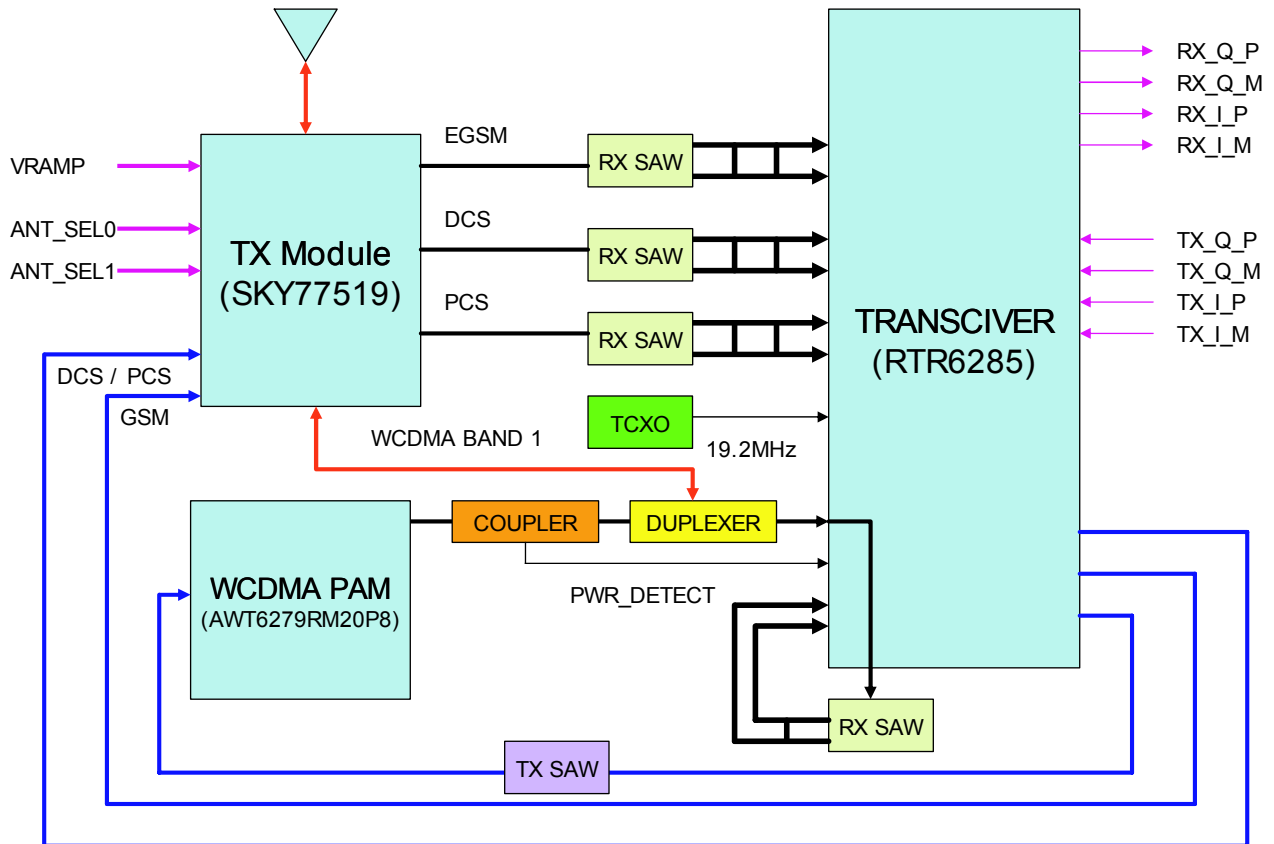 RX_Q_P
RX_Q_M
RX_I_P
RX_I_M
EGSM
RX SAW
VRAMP
ANT_SEL0
ANT_SEL1
TX Module
(SKY77519)
DCS
RX SAW
PCS
RX SAW
TX_Q_P
TX_Q_M
TX_I_P
TX_I_M
TRANSCIVER
(RTR6285)
DCS / PCS
GSM
TCXO
19.2MHz
WCDMA BAND 1
COUPLER
DUPLEXER
PWR_DETECT
WCDMA PAM
(AWT6279RM20P8)
RX SAW
TX SAW